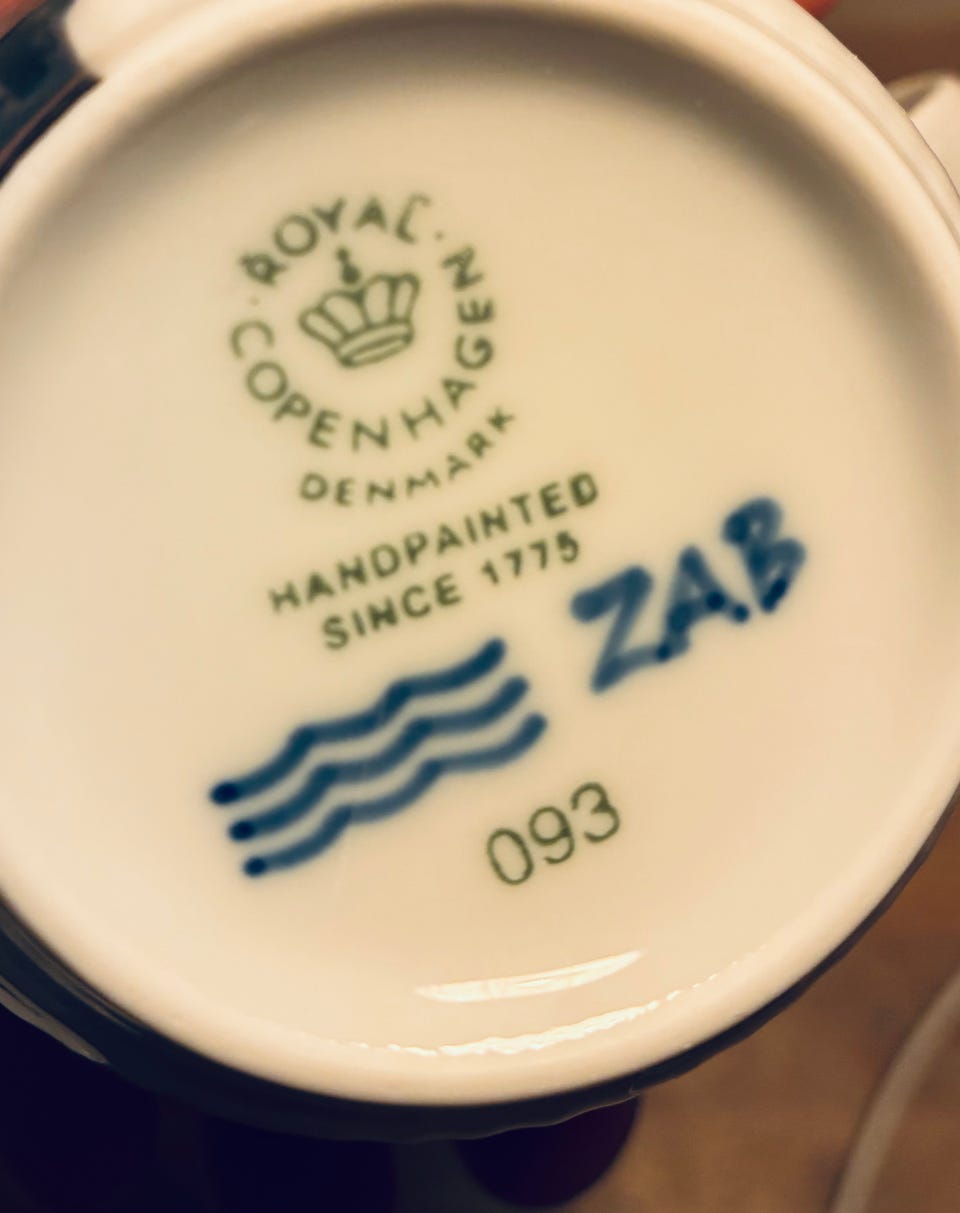 ROYAL
COPENHAGEN
DENMARK
HANDPAINTED
SINCE 1775
ZAB
093